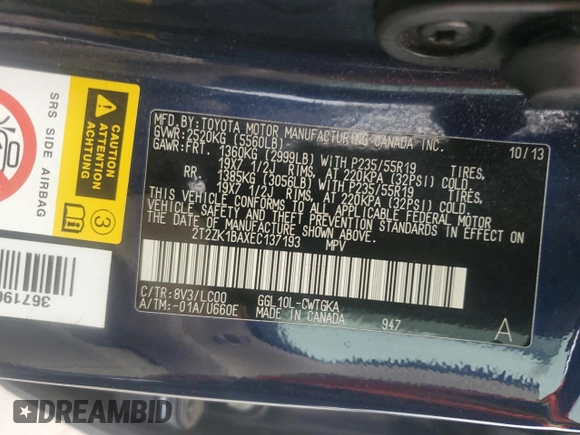 SRS SIDE AIRBAG
CAUTION
ATTENTION
ACHTUNG
3
MFD. BY: TOYOTA MOTOR MANUFACTURING CANADA INC.
GVWR: 2520KG (5560LB) 10/13
GAWR: FRT. 1360KG (2999LB) WITH P235/55R19 TIRES,
19X7 1/2J RIMS, AT 220KPA (32PSI) COLD.
RR. 1385KG (3055LB) WITH P235/55R19 TIRES,
19X7 1/2J RIMS, AT 220KPA (32PSI) COLD.
THIS VEHICLE CONFORMS TO ALL APPLICABLE FEDERAL MOTOR
VEHICLE SAFETY AND THEFT PREVENTION STANDARDS IN EFFECT ON
THE DATE OF MANUFACTURE SHOWN ABOVE.
2T2ZK1BAXEC137193 MPV
C/TR: 8V3/LC00 GGL10L-CWTGKA
A/TM: -01A/U660E MADE IN CANADA 947 A
DREAMBID